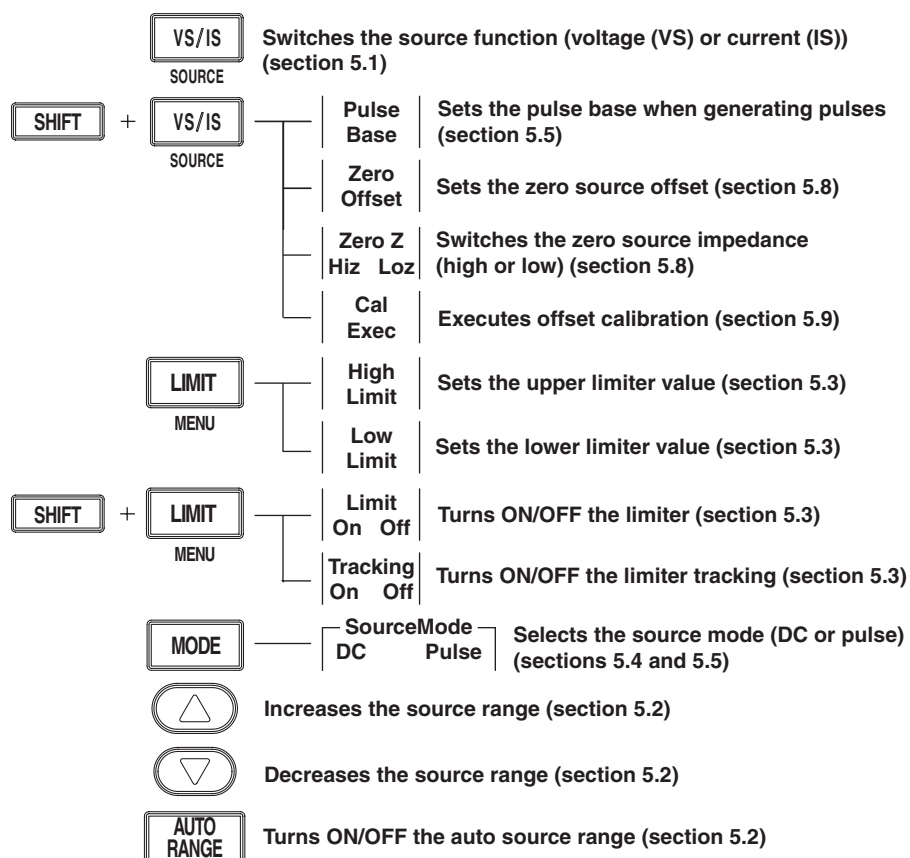 VS/IS
SOURCE
Switches the source function (voltage (VS) or current (IS))
(section 5.1)
SHIFT + VS/IS
SOURCE
Pulse
Base
Sets the pulse base when generating pulses
(section 5.5)
Zero
Offset
Sets the zero source offset (section 5.8)
Zero Z
Hiz Loz
Switches the zero source impedance
(high or low) (section 5.8)
Cal
Exec
Executes offset calibration (section 5.9)
LIMIT
MENU
High
Limit
Sets the upper limiter value (section 5.3)
Low
Limit
Sets the lower limiter value (section 5.3)
SHIFT + LIMIT
MENU
Limit
On Off
Turns ON/OFF the limiter (section 5.3)
Tracking
On Off
Turns ON/OFF the limiter tracking (section 5.3)
MODE
SourceMode
DC Pulse
Selects the source mode (DC or pulse)
(sections 5.4 and 5.5)
Increases the source range (section 5.2)
Decreases the source range (section 5.2)
AUTO
RANGE
Turns ON/OFF the auto source range (section 5.2)